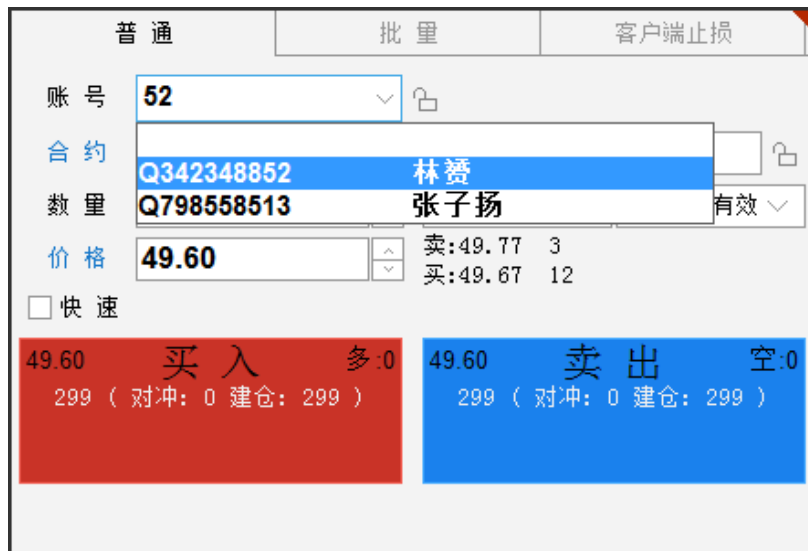 普 通 批 量 客户端止损
账 号 52
合 约
Q342348852 林赟
数 量 Q798558513 张子扬 有效
价 格 49.60 卖:49.77 3
买:49.67 12
快 速
49.60 买 入 多:0 49.60 卖 出 空:0
299 ( 对冲: 0 建仓: 299 ) 299 ( 对冲: 0 建仓: 299 )